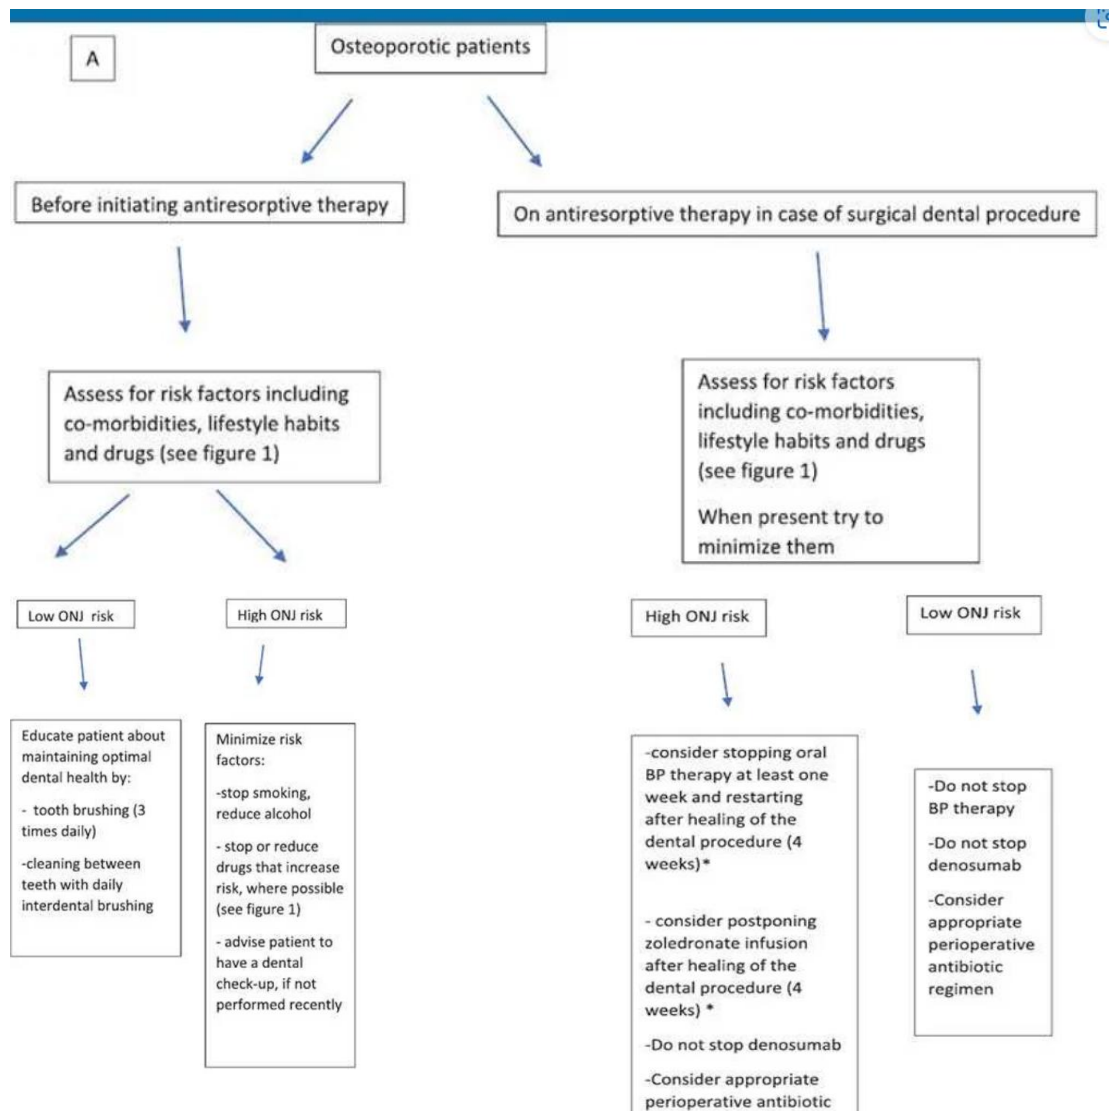 A
Osteoporotic patients
Before initiating antiresorptive therapy
On antiresorptive therapy in case of surgical dental procedure
Assess for risk factors including
co-morbidities, lifestyle habits
and drugs (see figure 1)
Assess for risk factors
including co-morbidities,
lifestyle habits and drugs
(see figure 1)
When present try to
minimize them
Low ONJ risk
High ONJ risk
High ONJ risk
Low ONJ risk
Educate patient about
maintaining optimal
dental health by:
- tooth brushing (3
times daily)
-cleaning between
teeth with daily
interdental brushing
Minimize risk
factors:
-stop smoking,
reduce alcohol
- stop or reduce
drugs that increase
risk, where possible
(see figure 1)
- advise patient to
have a dental
check-up, if not
performed recently
-consider stopping oral
BP therapy at least one
week and restarting
after healing of the
dental procedure (4
weeks)*
- consider postponing
zoledronate infusion
after healing of the
dental procedure (4
weeks) *
-Do not stop denosumab
-Consider appropriate
perioperative antibiotic
-Do not stop
BP therapy
-Do not stop
denosumab
-Consider
appropriate
perioperative
antibiotic
regimen